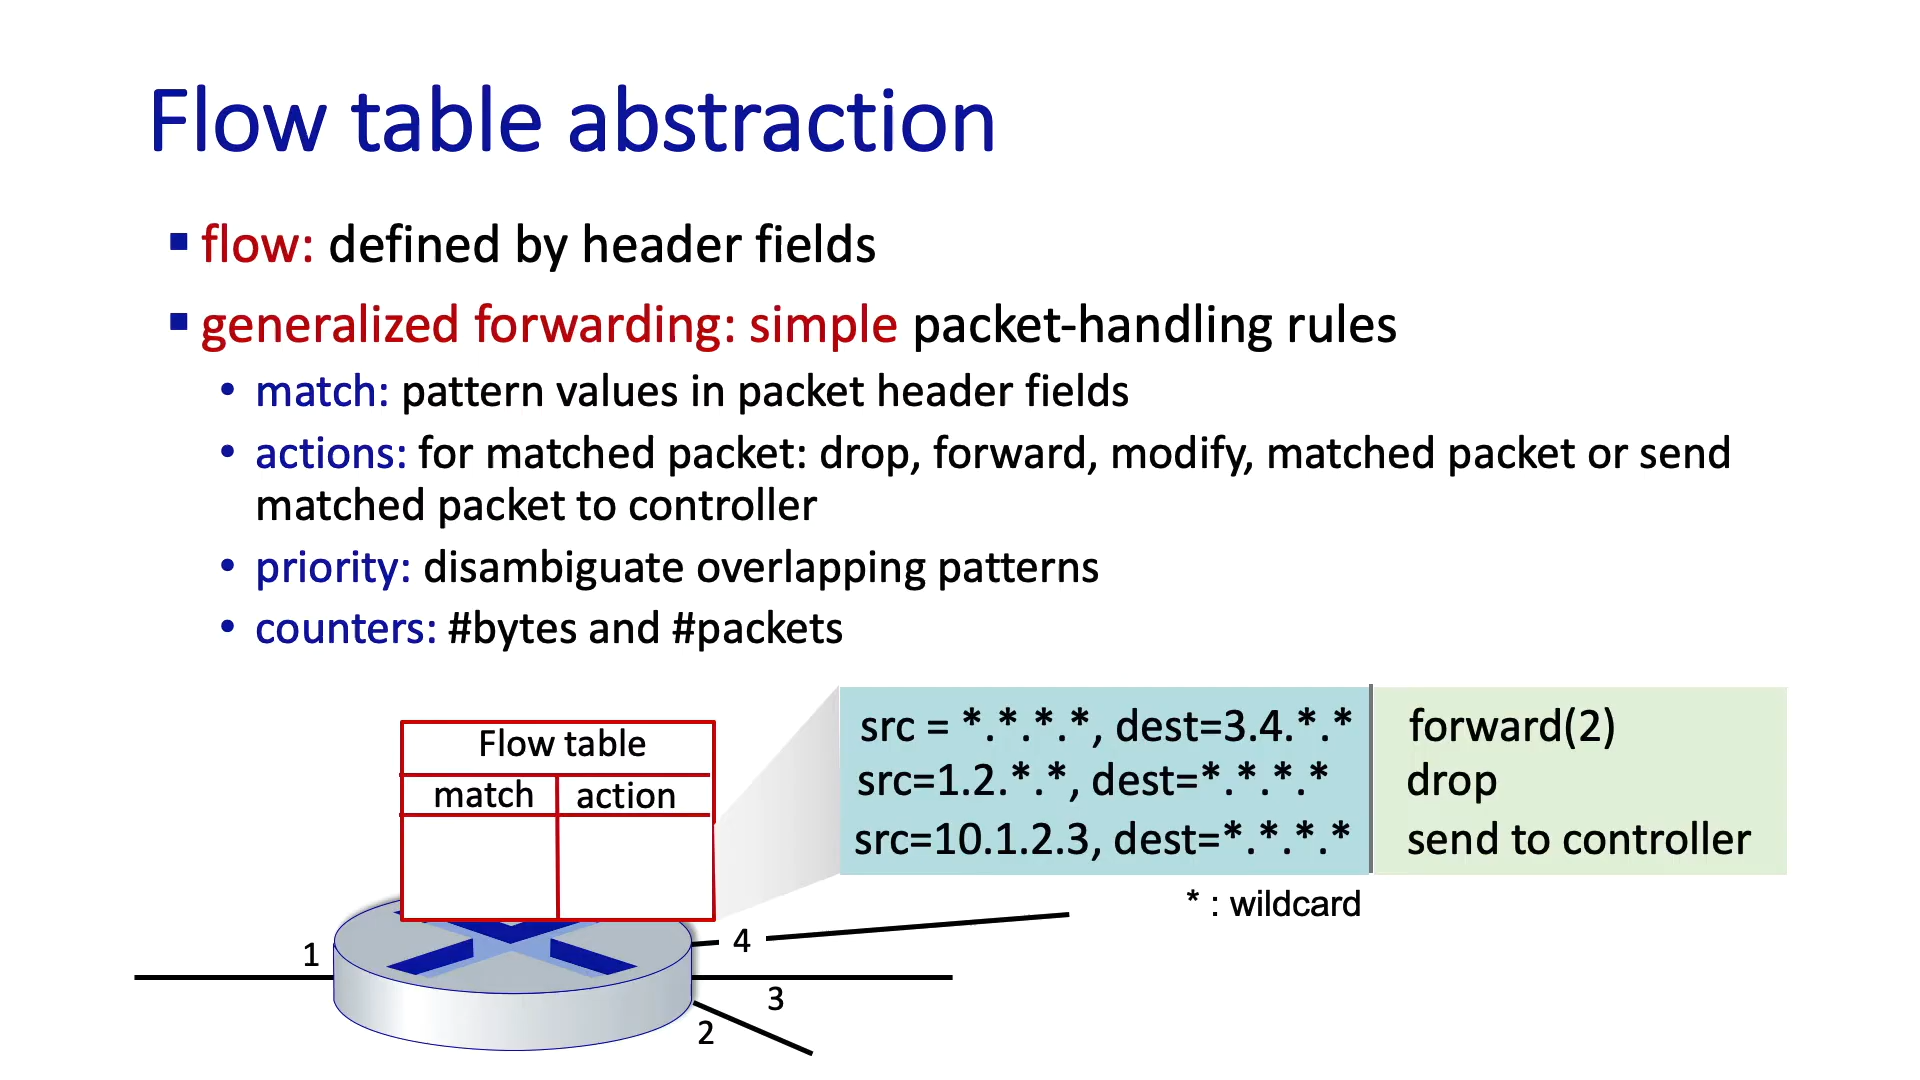 Flow table abstraction
▪ flow: defined by header fields
▪ generalized forwarding: simple packet-handling rules
• match: pattern values in packet header fields
• actions: for matched packet: drop, forward, modify, matched packet or send
matched packet to controller
• priority: disambiguate overlapping patterns
• counters: #bytes and #packets
Flow table
match action
src = *.*.*.*, dest=3.4.*.* forward(2)
src=1.2.*.*, dest=*.*.*.* drop
src=10.1.2.3, dest=*.*.*.* send to controller
* : wildcard
1
4
3
2